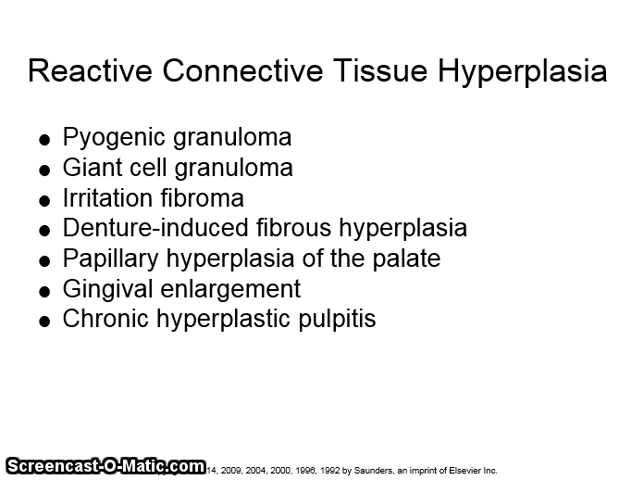 Reactive Connective Tissue Hyperplasia
● Pyogenic granuloma
● Giant cell granuloma
● Irritation fibroma
● Denture-induced fibrous hyperplasia
● Papillary hyperplasia of the palate
● Gingival enlargement
● Chronic hyperplastic pulpitis
Screencast-O-Matic.com 14, 2009, 2004, 2000, 1996, 1992 by Saunders, an imprint of Elsevier Inc.